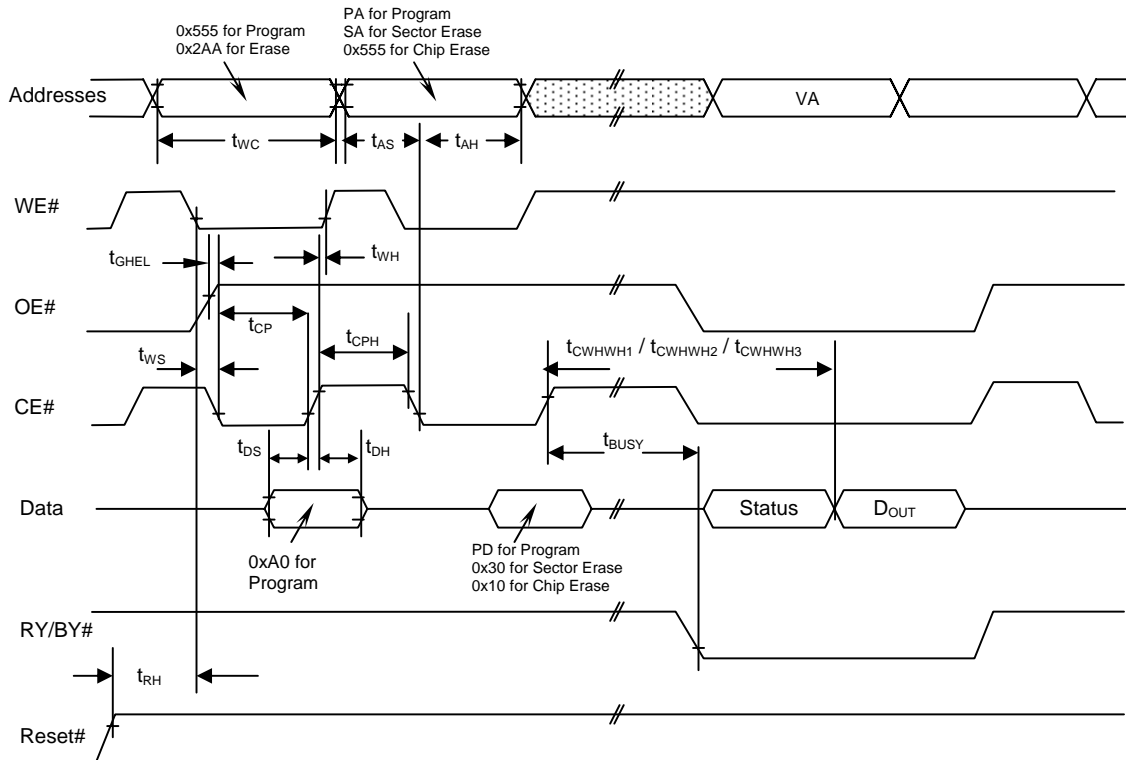 0x555 for Program
0x2AA for Erase
PA for Program
SA for Sector Erase
0x555 for Chip Erase
Addresses
VA
tWC
tAS
tAH
WE#
tGHEL
tWH
OE#
tCP
tCPH
tWS
tCWHWH1 / tCWHWH2 / tCWHWH3
CE#
tDS
tDH
tBUSY
Data
Status
DOUT
0xA0 for
Program
PD for Program
0x30 for Sector Erase
0x10 for Chip Erase
RY/BY#
tRH
Reset#